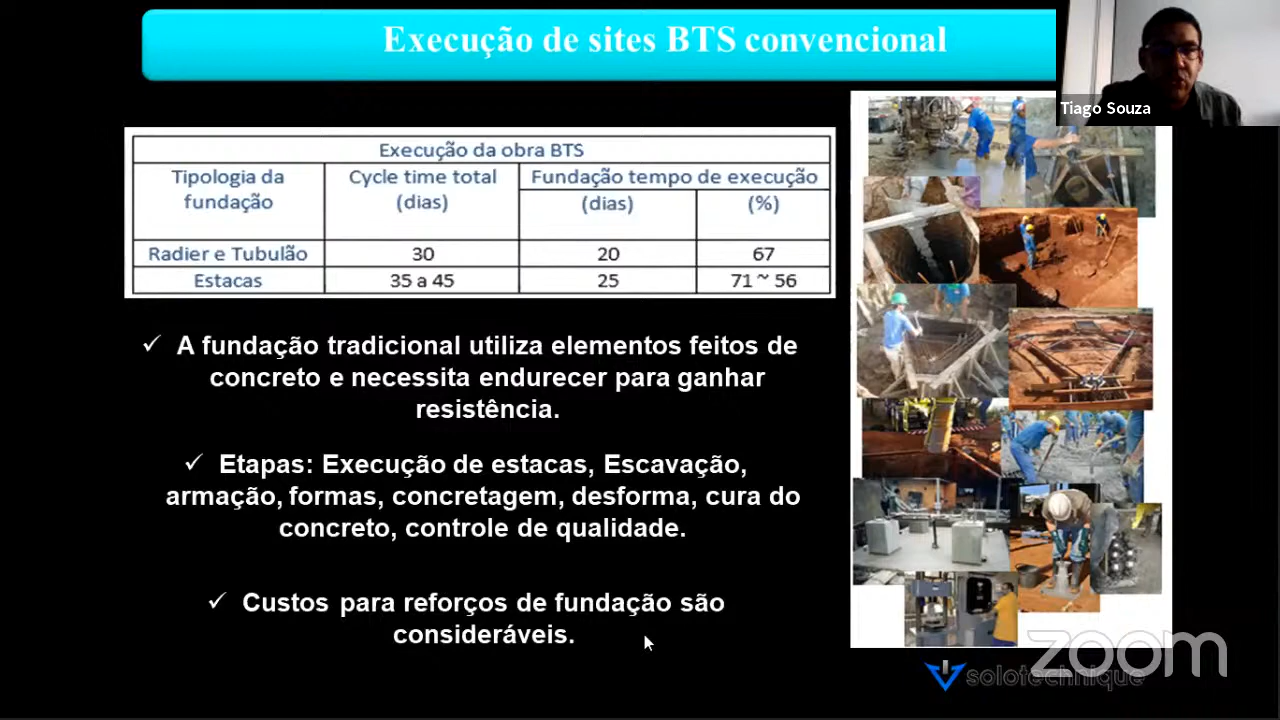 Execução de sites BTS convencional
Tiago Souza
Execução da obra BTS
Tipologia da fundação
Cycle time total (dias)
Fundação tempo de execução
(dias)
(%)
Radier e Tubulão 30 20 67
Estacas 35 a 45 25 71 ~ 56
✓ A fundação tradicional utiliza elementos feitos de
concreto e necessita endurecer para ganhar
resistência.
✓ Etapas: Execução de estacas, Escavação,
armação, formas, concretagem, desforma, cura do
concreto, controle de qualidade.
✓ Custos para reforços de fundação são
consideráveis.
zoom
solotechnique